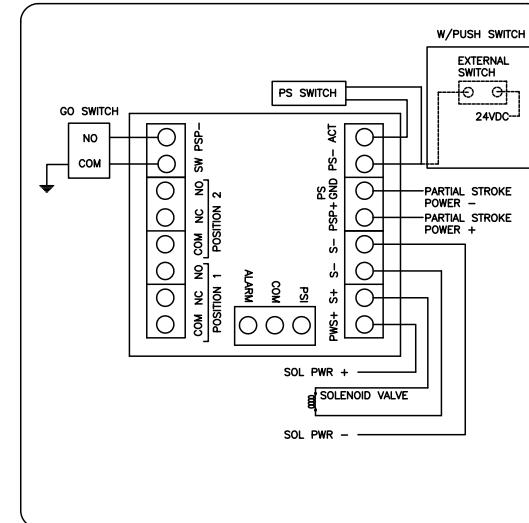 W/PUSH SWITCH
EXTERNAL
SWITCH
24VDC
PS SWITCH
GO SWITCH
NO
COM
PSP-
SW
NO
NC
COM
POSITION 2
NO
NC
COM
POSITION 1
ALARM
COM
PSI
ACT
PS-
PS
GND
PSP+
S-
S-
S+
PWS+
PARTIAL STROKE
POWER -
PARTIAL STROKE
POWER +
SOL PWR +
SOLENOID VALVE
SOL PWR -